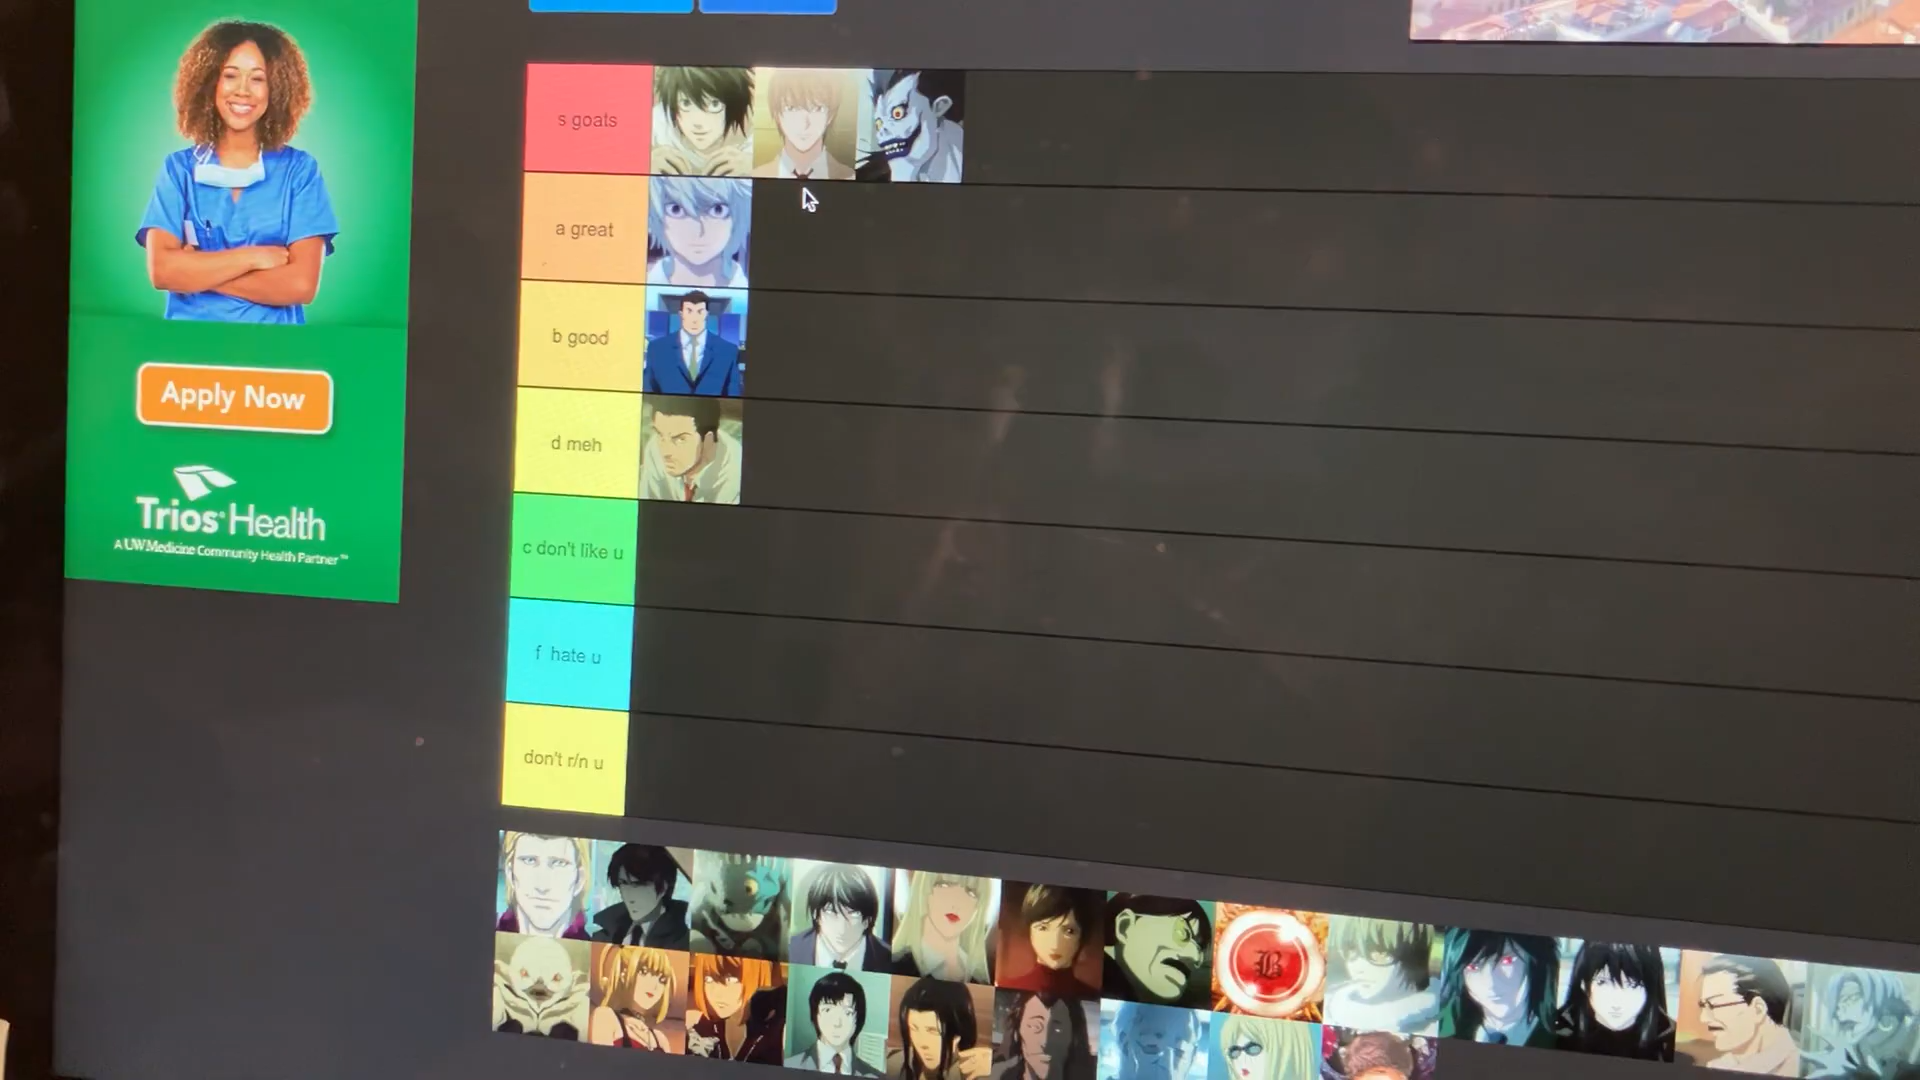 Apply Now
Trios Health
A UW Medicine Community Health Partner™
s goats
a great
b good
d meh
c don't like u
f hate u
don't r/n u
B